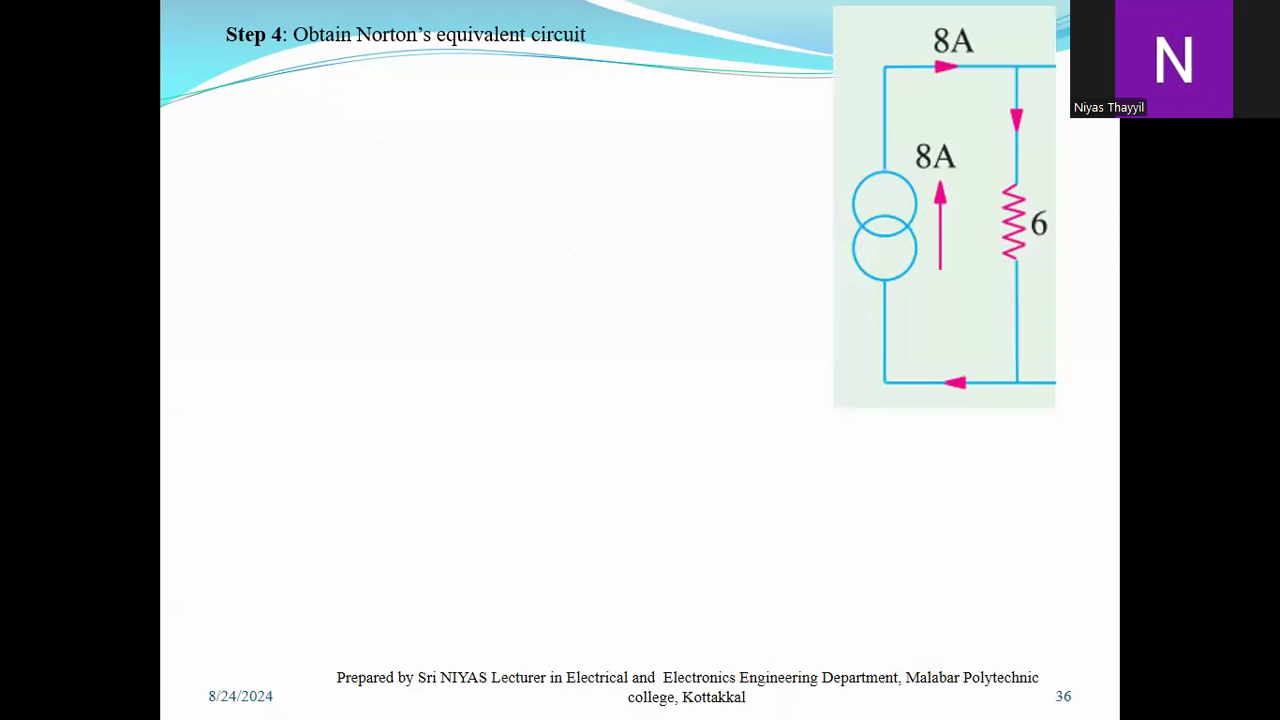 Step 4: Obtain Norton’s equivalent circuit
8A
N
Niyas Thayyil
8A
6
Prepared by Sri NIYAS Lecturer in Electrical and  Electronics Engineering Department, Malabar Polytechnic
college, Kottakkal
8/24/2024
36